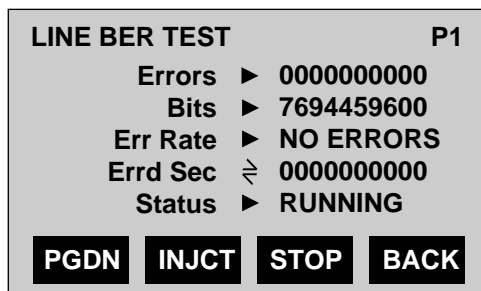 LINE BER TEST P1
Errors ► 0000000000
Bits ► 7694459600
Err Rate ► NO ERRORS
Errd Sec ⇌ 0000000000
Status ► RUNNING
PGDN INJCT STOP BACK